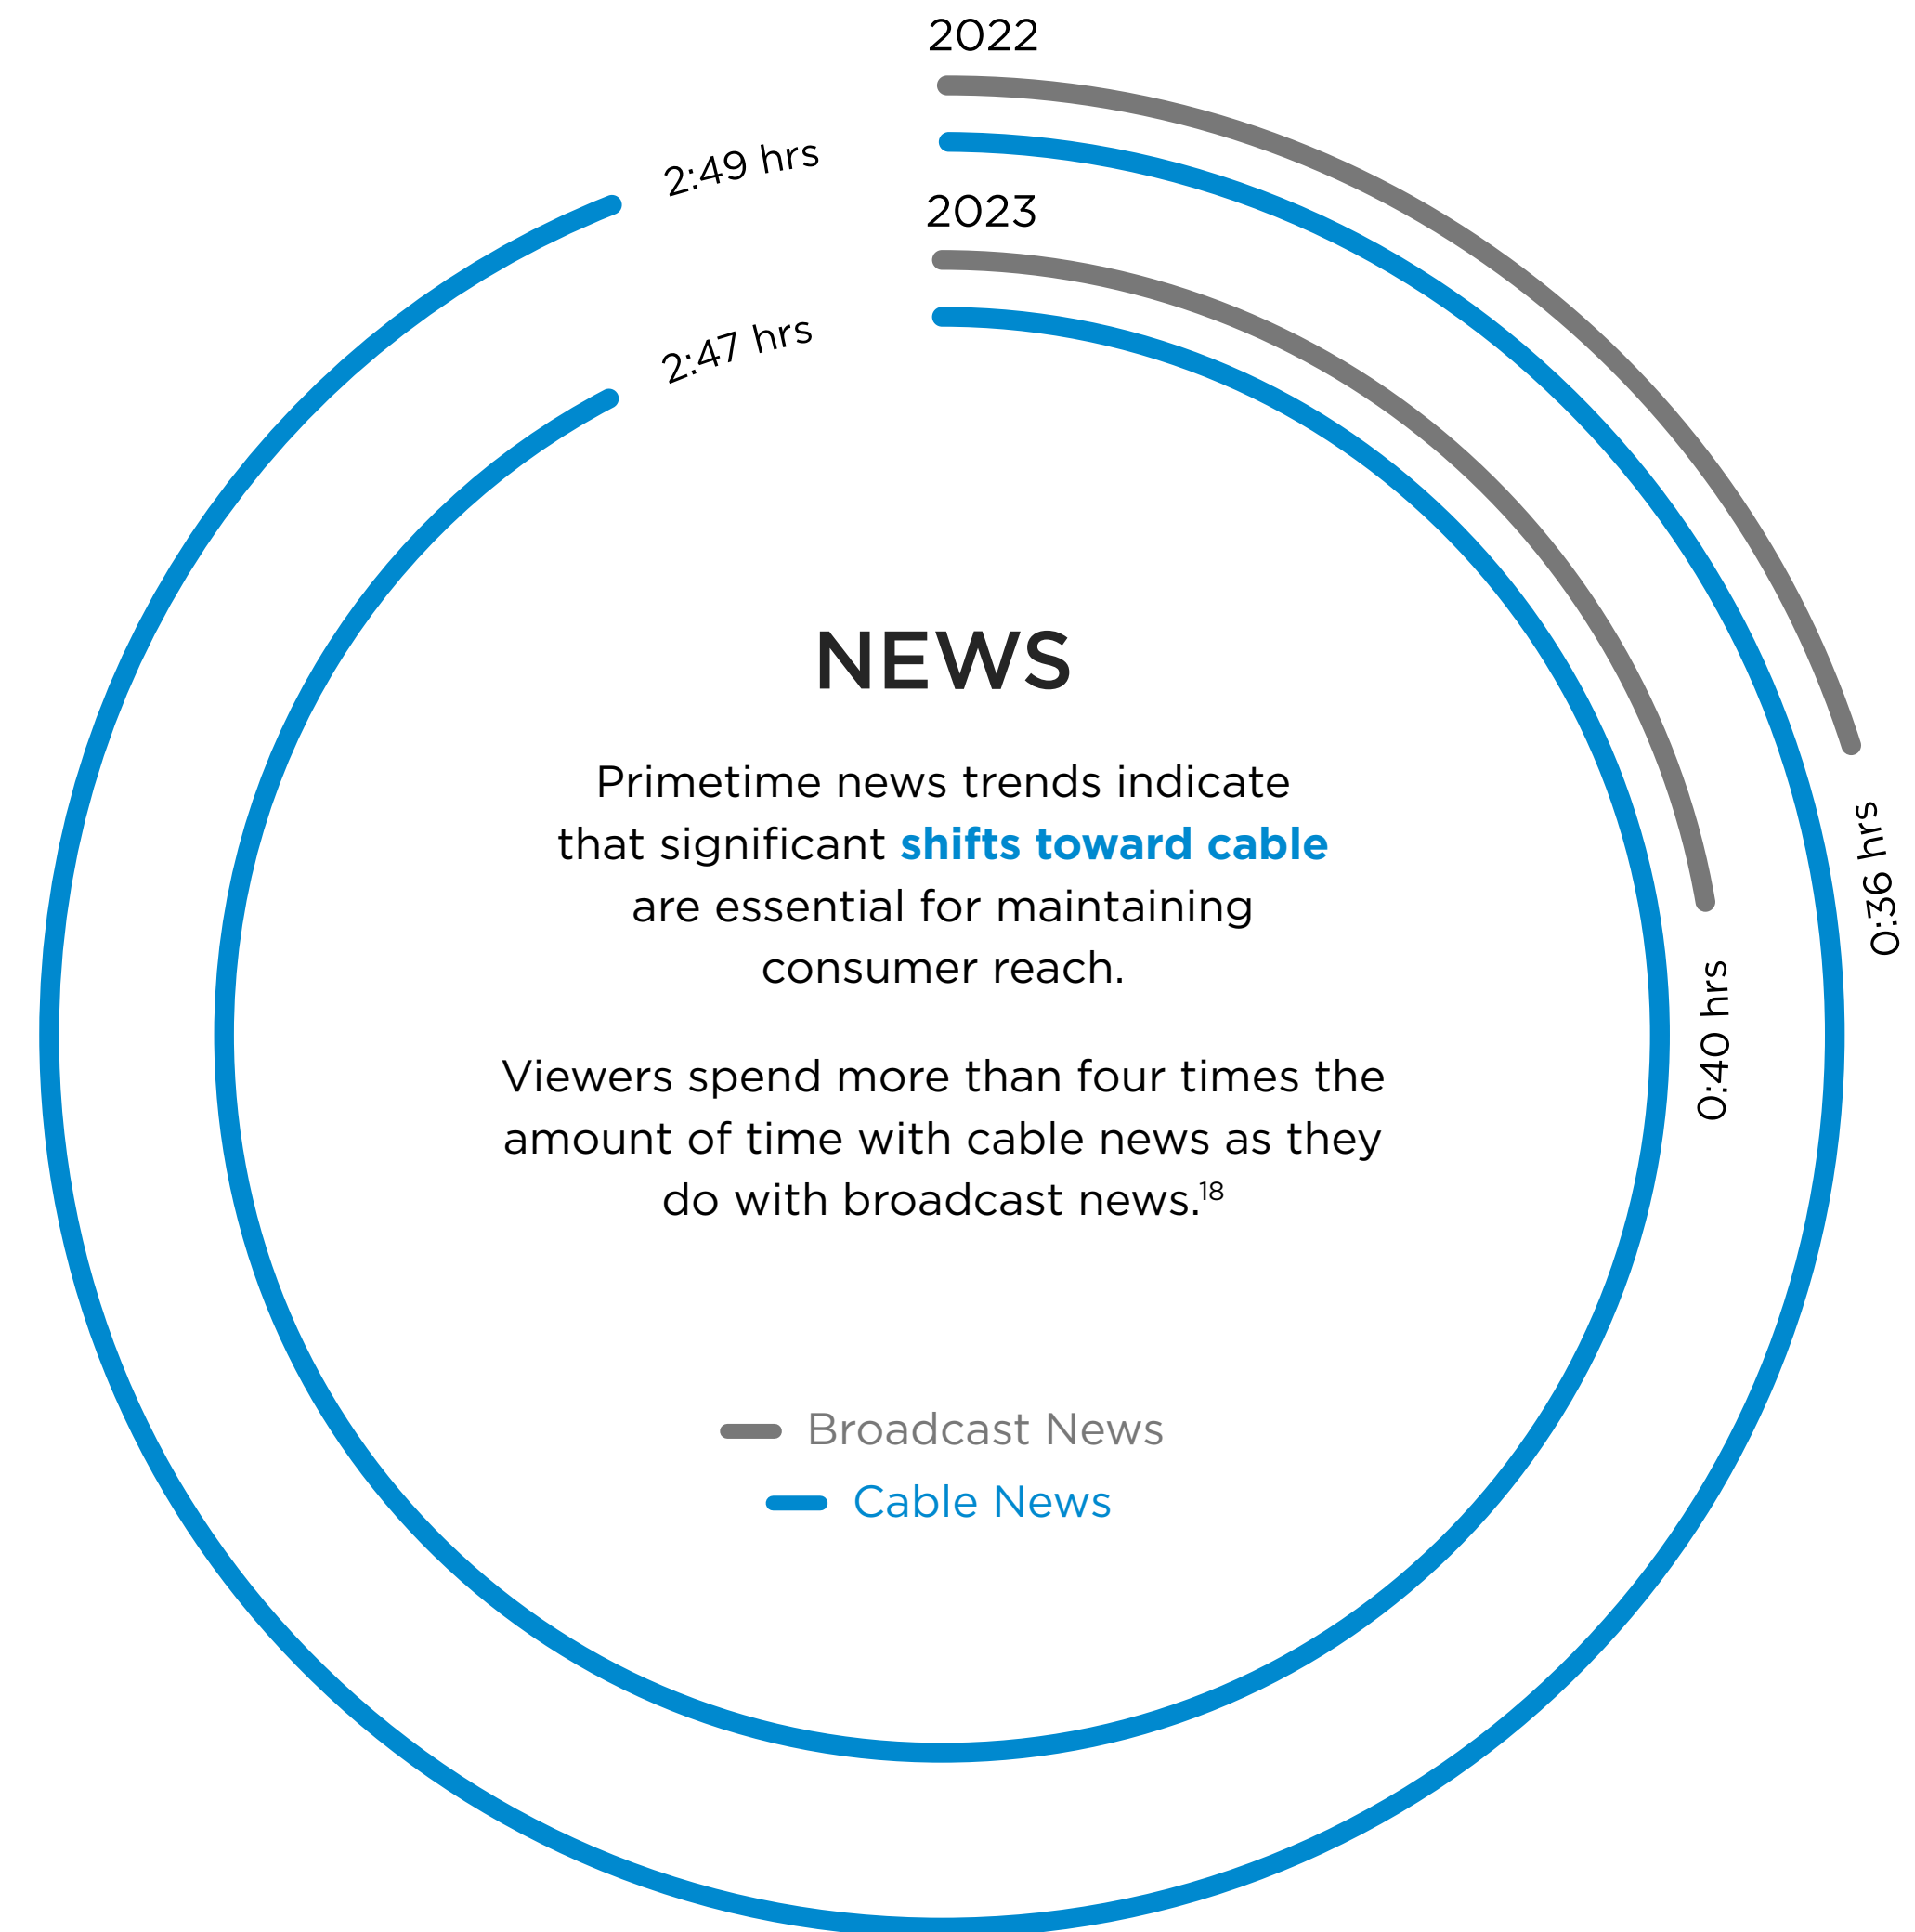 2022
2:49 hrs
2023
2:47 hrs
NEWS
Primetime news trends indicate
that significant shifts toward cable
are essential for maintaining
consumer reach.
0:36 hrs
0:40 hrs
Viewers spend more than four times the
amount of time with cable news as they
do with broadcast news.18
Broadcast News
Cable News